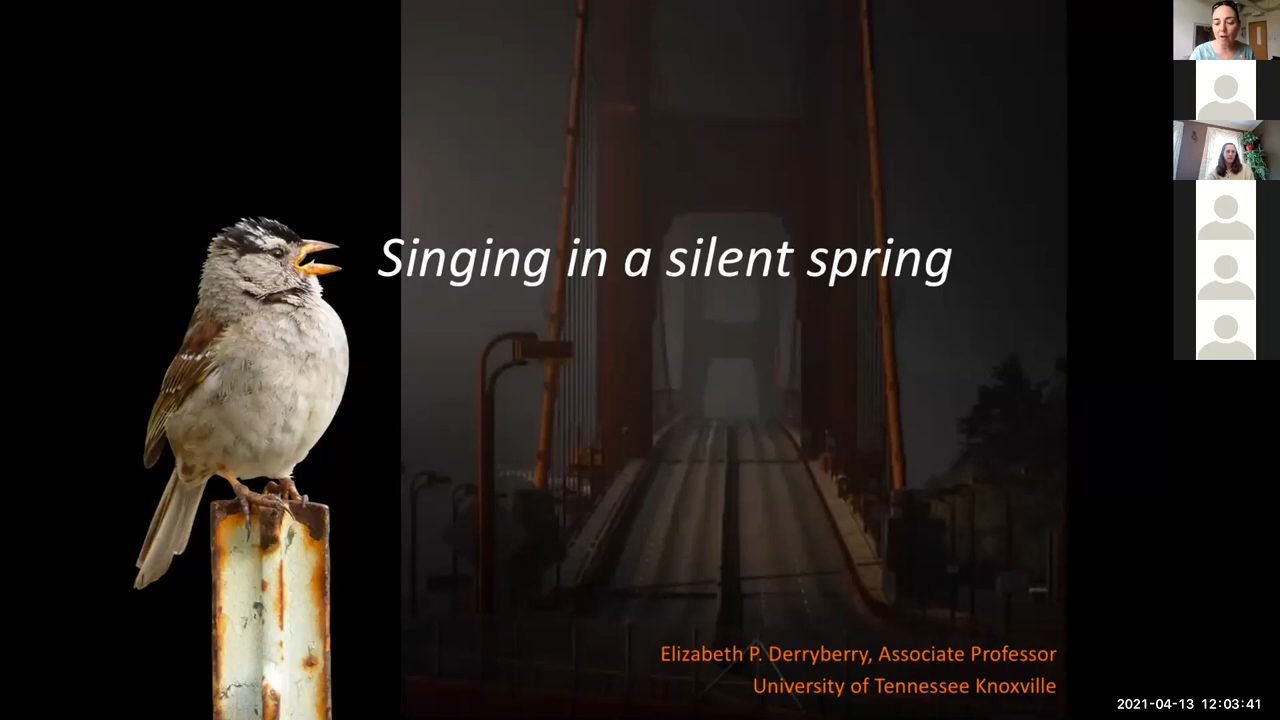 Singing in a silent spring
Elizabeth P. Derryberry, Associate Professor
University of Tennessee Knoxville
2021-04-13 12:03:41